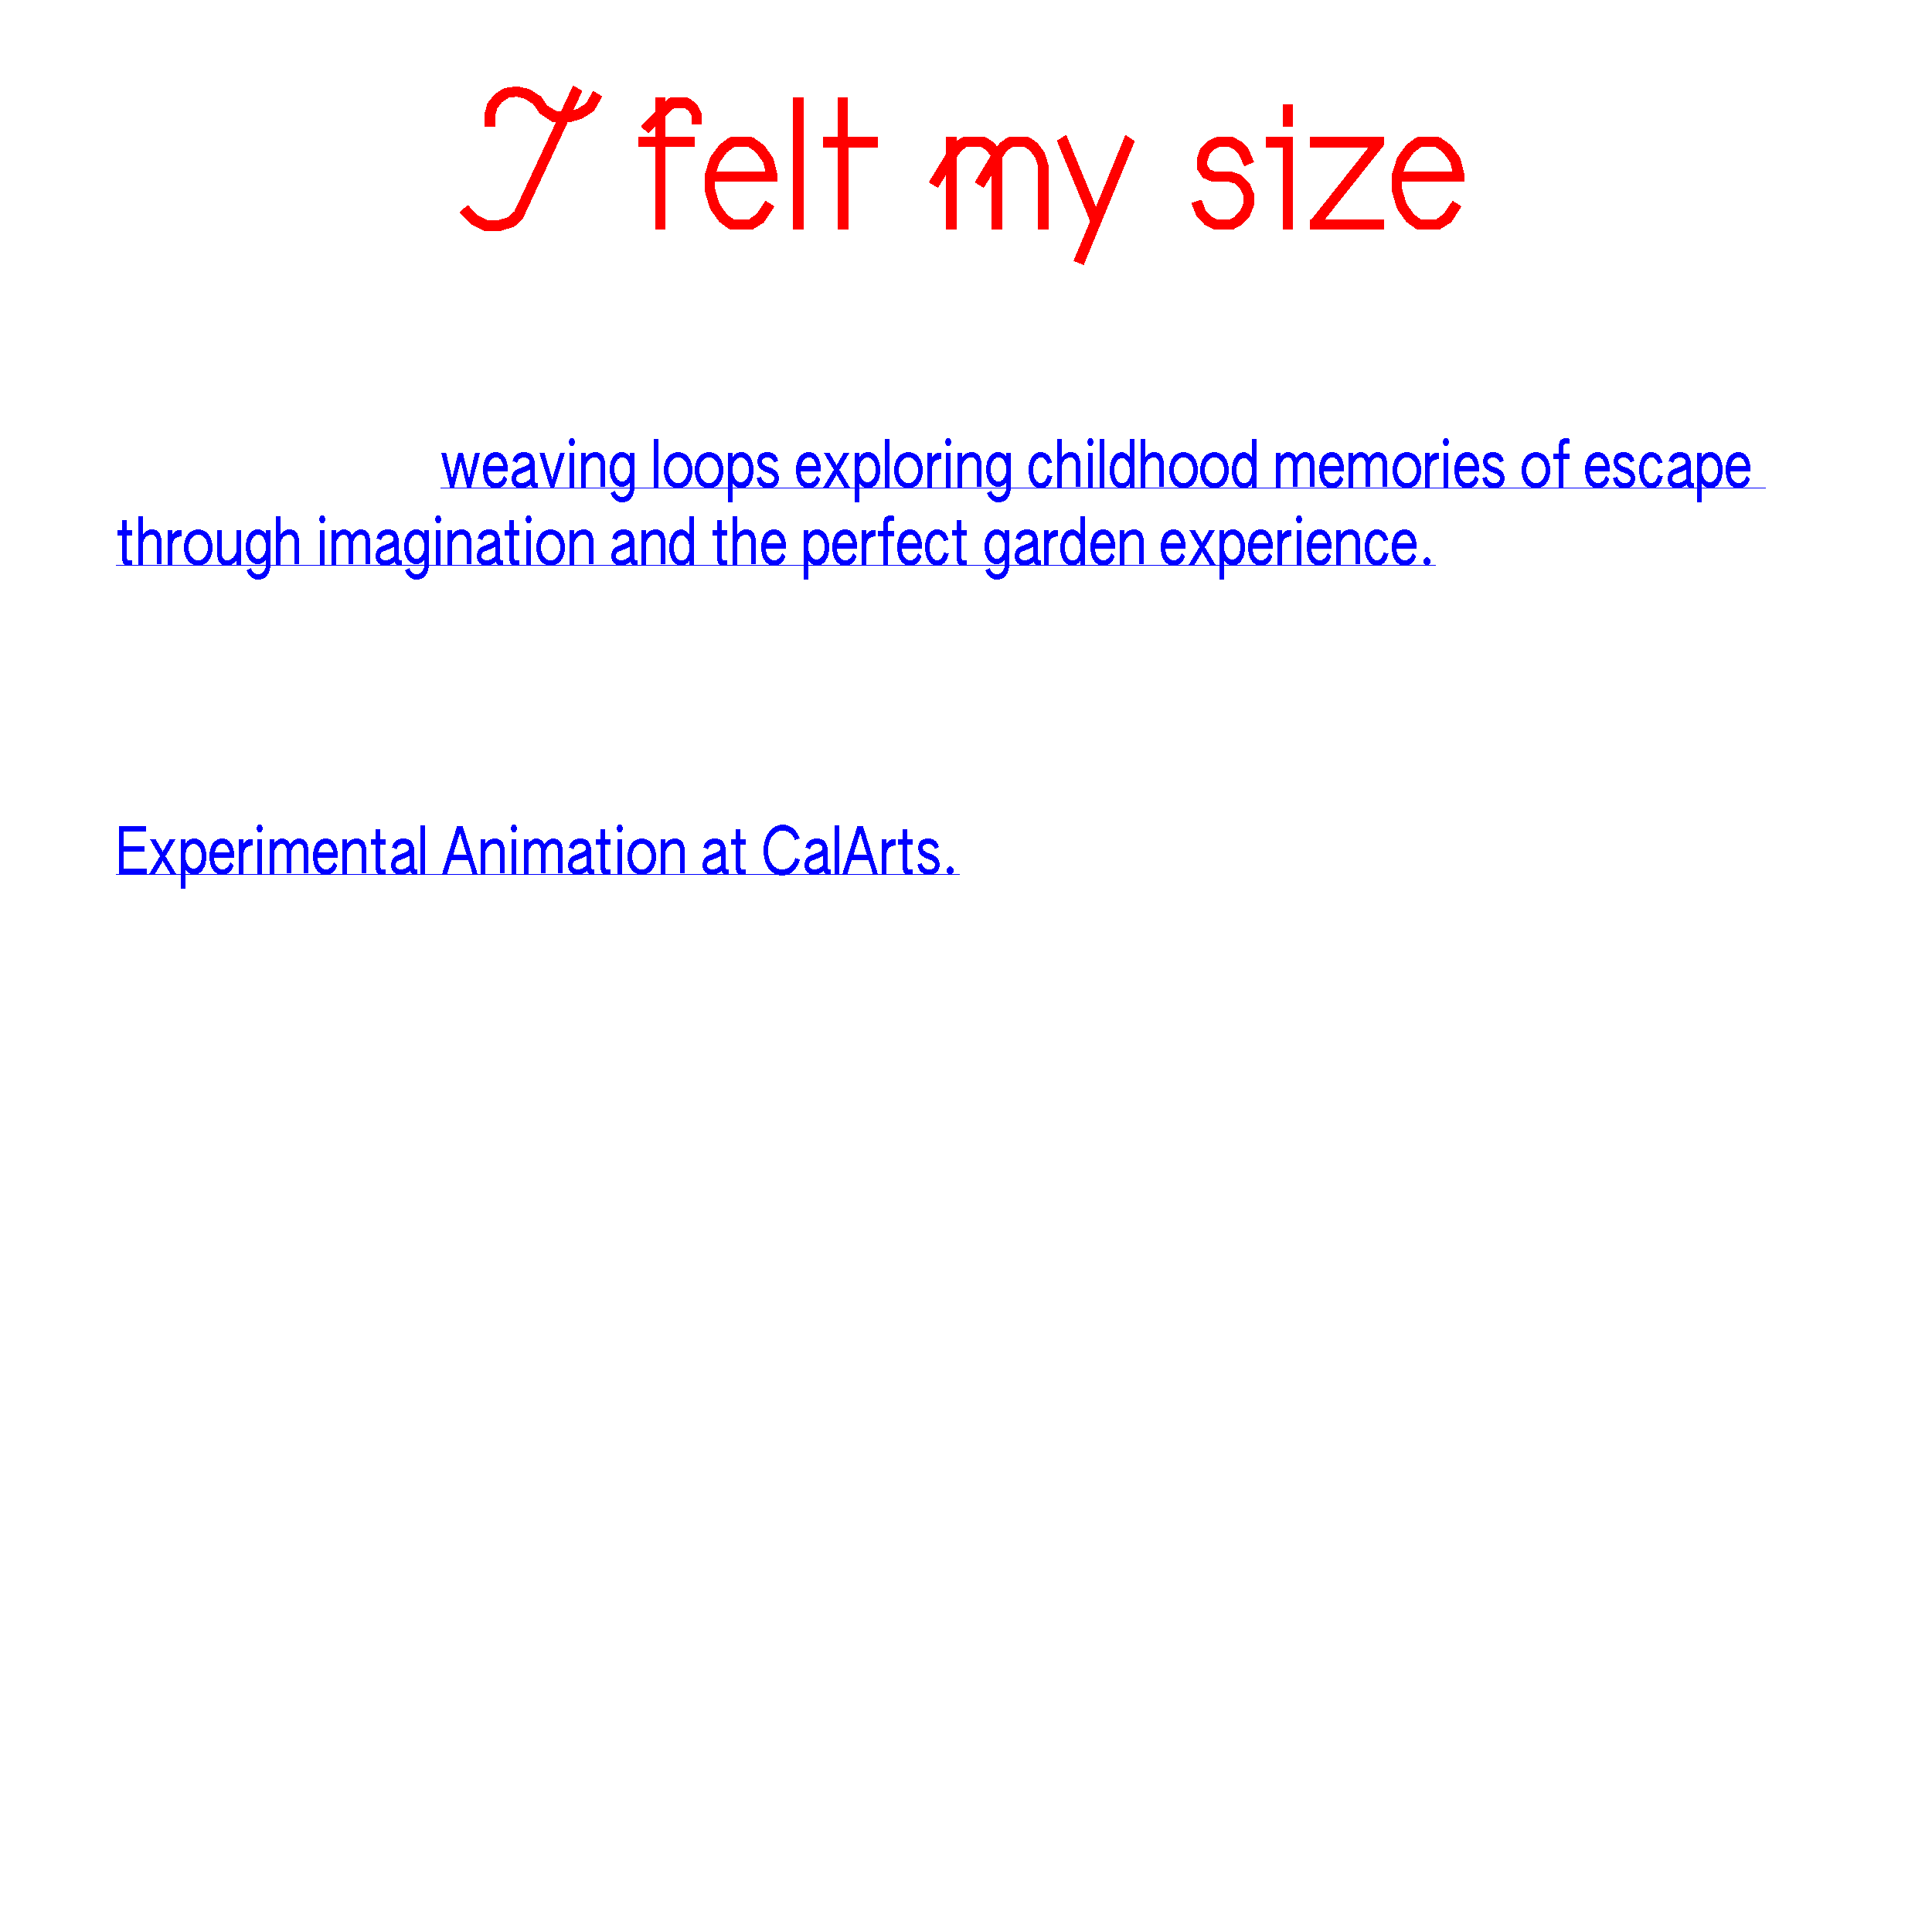 I felt my size
weaving loops exploring childhood memories of escape
through imagination and the perfect garden experience.
Experimental Animation at CalArts.